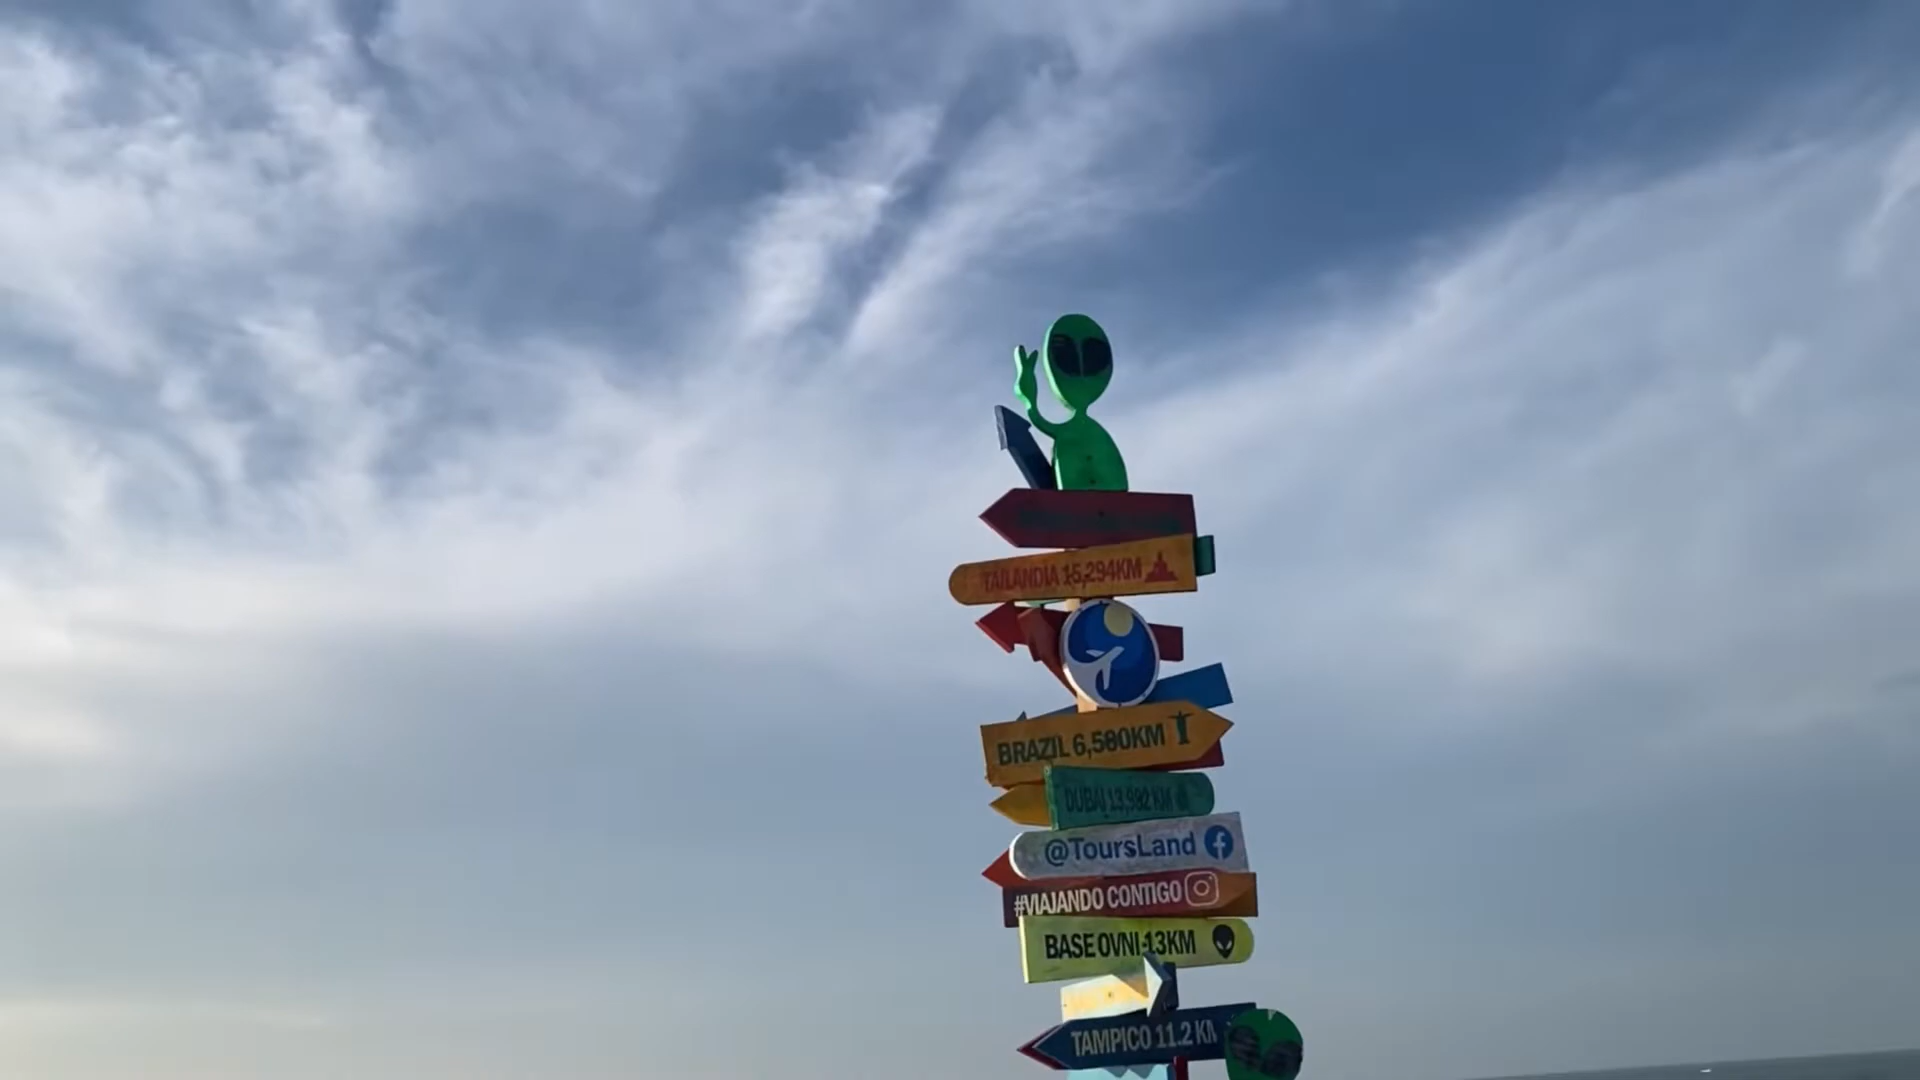 TAILANDIA 15,294KM
BRAZIL 6,580KM
DUBAI 13,992 KM
@ToursLand
#VIAJANDO CONTIGO
BASE OVNI-13KM
TAMPICO 11.2 KM